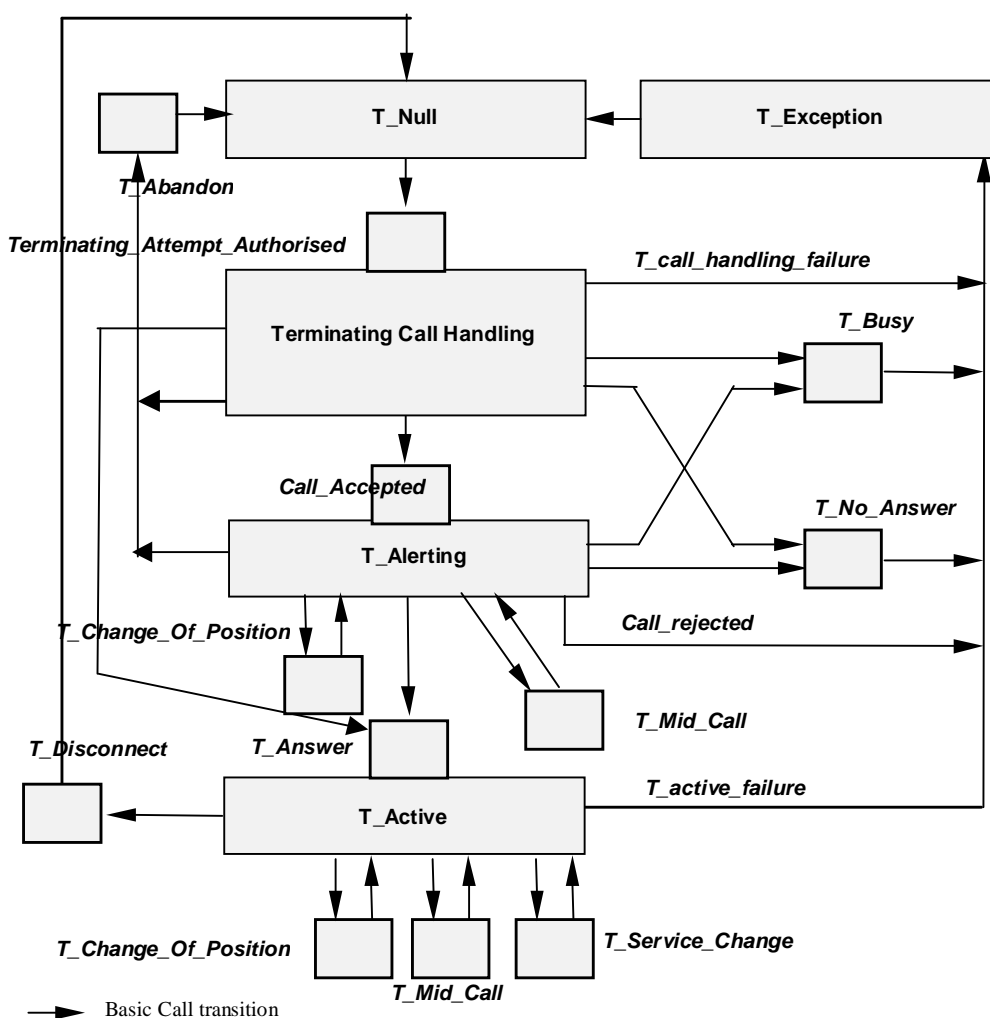 T_Null
T_Exception
T_Abandon
Terminating_Attempt_Authorised
T_call_handling_failure
T_Busy
Terminating Call Handling
Call_Accepted
T_No_Answer
T_Alerting
T_Change_Of_Position
Call_rejected
T_Mid_Call
T_Disconnect
T_Answer
T_active_failure
T_Active
T_Change_Of_Position
T_Service_Change
T_Mid_Call
Basic Call transition